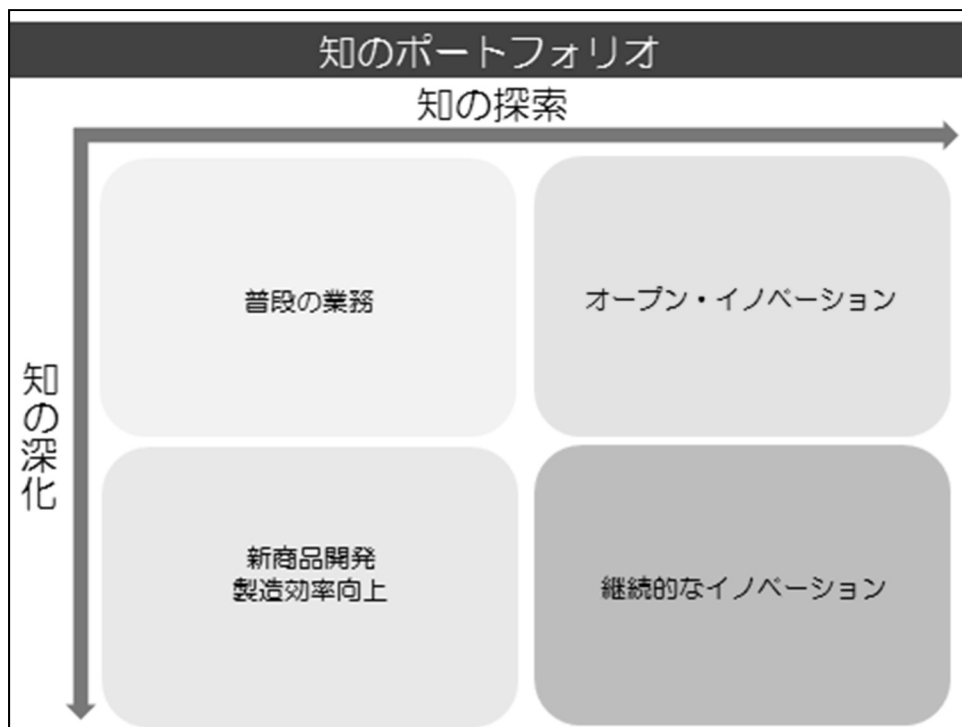 知のポートフォリオ
知の探索
知の深化
普段の業務
オープン・イノベーション
新商品開発
製造効率向上
継続的なイノベーション